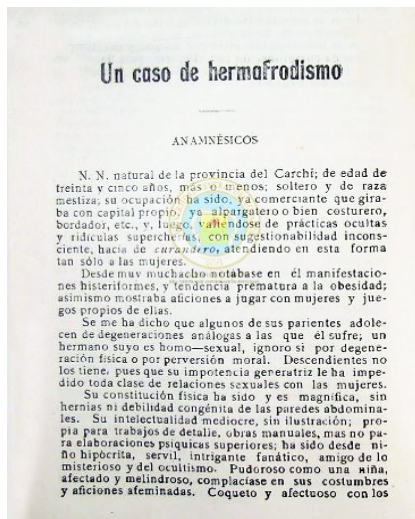 Un caso de hermafrodismo
ANAMNÉSICOS
N. N. natural de la provincia del Carchi; de edad de
treinta y cinco años, más o menos; soltero y de raza
mestiza; su ocupación ha sido, ya comerciante que gira-
ba con capital propio, ya alpargatero o bien costurero,
bordador, etc., y, luego, valiéndose de prácticas ocultas
y ridículas supercherías, con sugestionabilidad incons-
ciente, hacía de curandero, atendiendo en esta forma
tan sólo a las mujeres.
Desde muy muchacho notábase en él manifestacio-
nes histeriformes, y tendencia prematura a la obesidad;
asimismo mostraba aficiones a jugar con mujeres y jue-
gos propios de ellas.
Se me ha dicho que algunos de sus parientes adole-
cen de degeneraciones análogas a las que él sufre; un
hermano suyo es homo—sexual, ignoro si por degene-
ración física o por perversión moral. Descendientes no
los tiene, pues que su impotencia generatriz le ha im-
pedido toda clase de relaciones sexuales con las mujeres.
Su constitución física ha sido y es magnífica, sin
hernias ni debilidad congénita de las paredes abdomina-
les. Su intelectualidad mediocre, sin ilustración; pro-
pia para trabajos de detalle, obras manuales, mas no pa-
ra elaboraciones psíquicas superiores; ha sido desde ni-
ño hipócrita, servil, intrigante fanático, amigo de lo
misterioso y del ocultismo. Pudoroso como una niña,
afectado y melindroso, complacíase en sus costumbres
y aficiones afeminadas. Coqueto y afectuoso con los